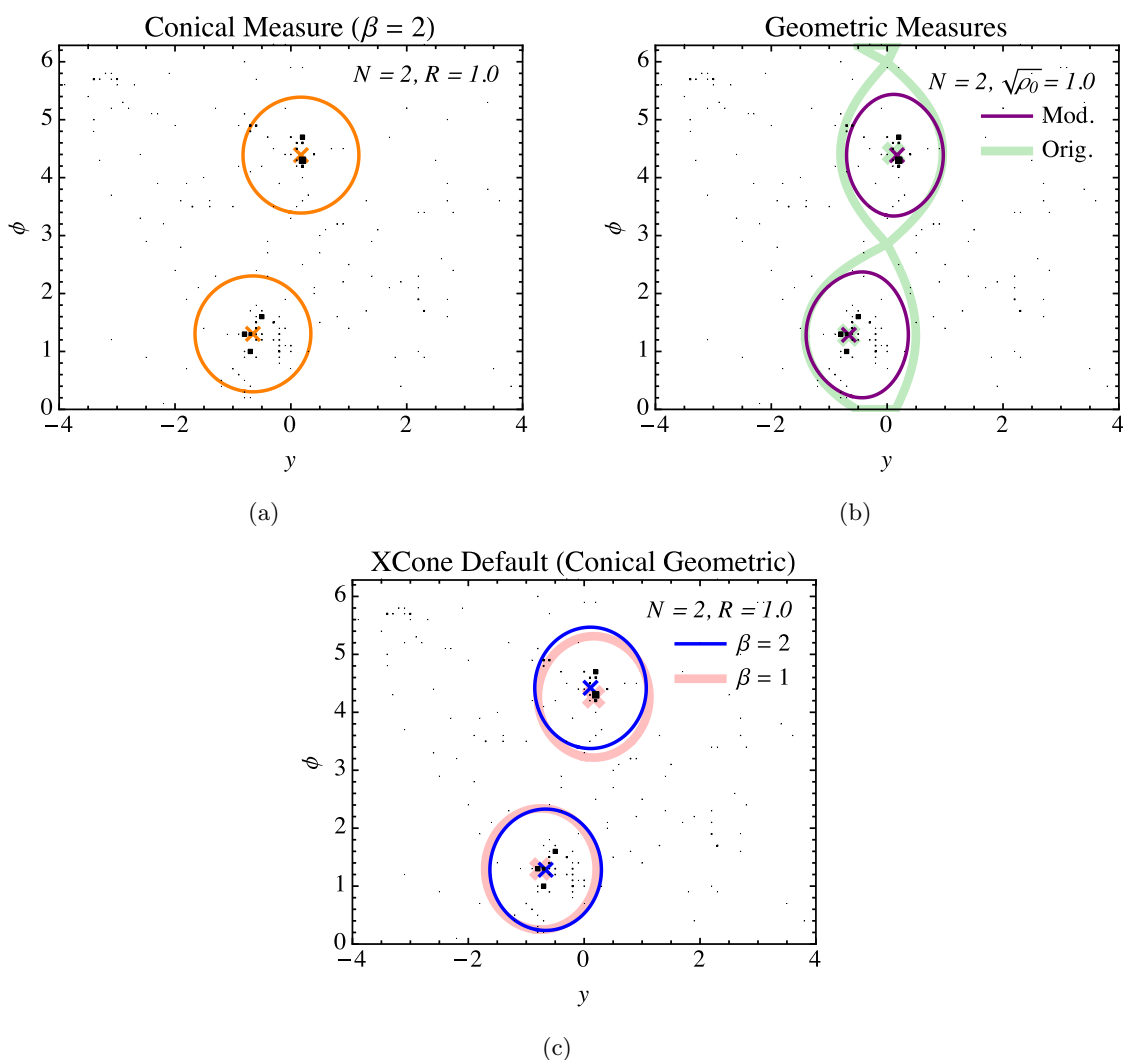 Conical Measure (β = 2)
N = 2, R = 1.0
ϕ
6
5
4
3
2
1
0
−4
−2
0
2
4
y
(a)
Geometric Measures
N = 2, √ρ₀ = 1.0
Mod.
Orig.
ϕ
6
5
4
3
2
1
0
−4
−2
0
2
4
y
(b)
XCone Default (Conical Geometric)
N = 2, R = 1.0
β = 2
β = 1
ϕ
6
5
4
3
2
1
0
−4
−2
0
2
4
y
(c)